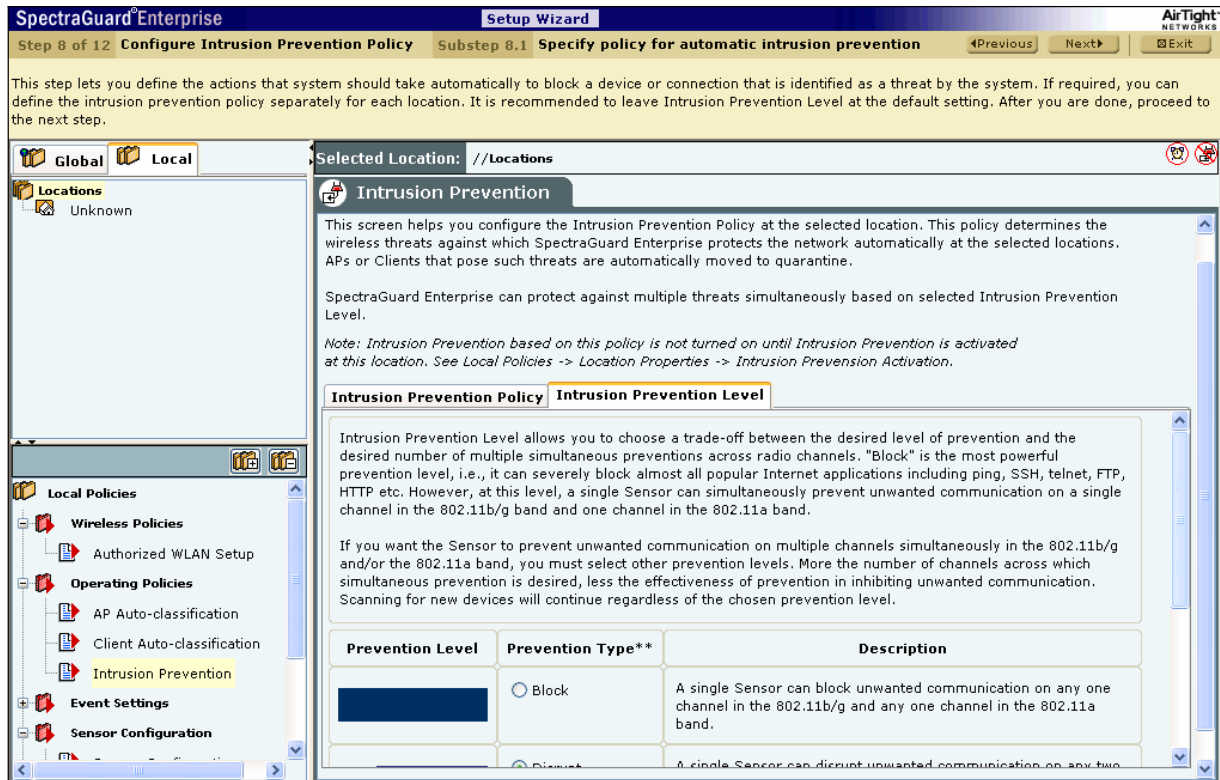 SpectraGuard®Enterprise
Setup Wizard
AirTight
NETWORKS
Step 8 of 12 Configure Intrusion Prevention Policy Substep 8.1 Specify policy for automatic intrusion prevention
Previous
Next
Exit
This step lets you define the actions that system should take automatically to block a device or connection that is identified as a threat by the system. If required, you can
define the intrusion prevention policy separately for each location. It is recommended to leave Intrusion Prevention Level at the default setting. After you are done, proceed to
the next step.
Global
Local
Locations
Unknown
Local Policies
Wireless Policies
Authorized WLAN Setup
Operating Policies
AP Auto-classification
Client Auto-classification
Intrusion Prevention
Event Settings
Sensor Configuration
Selected Location: //Locations
Intrusion Prevention
This screen helps you configure the Intrusion Prevention Policy at the selected location. This policy determines the
wireless threats against which SpectraGuard Enterprise protects the network automatically at the selected locations.
APs or Clients that pose such threats are automatically moved to quarantine.
SpectraGuard Enterprise can protect against multiple threats simultaneously based on selected Intrusion Prevention
Level.
Note: Intrusion Prevention based on this policy is not turned on until Intrusion Prevention is activated
at this location. See Local Policies -> Location Properties -> Intrusion Prevension Activation.
Intrusion Prevention Policy
Intrusion Prevention Level
Intrusion Prevention Level allows you to choose a trade-off between the desired level of prevention and the
desired number of multiple simultaneous preventions across radio channels. "Block" is the most powerful
prevention level, i.e., it can severely block almost all popular Internet applications including ping, SSH, telnet, FTP,
HTTP etc. However, at this level, a single Sensor can simultaneously prevent unwanted communication on a single
channel in the 802.11b/g band and one channel in the 802.11a band.
If you want the Sensor to prevent unwanted communication on multiple channels simultaneously in the 802.11b/g
and/or the 802.11a band, you must select other prevention levels. More the number of channels across which
simultaneous prevention is desired, less the effectiveness of prevention in inhibiting unwanted communication.
Scanning for new devices will continue regardless of the chosen prevention level.
Prevention Level
Prevention Type**
Description
Block
A single Sensor can block unwanted communication on any one
channel in the 802.11b/g and any one channel in the 802.11a
band.
Disrupt
A single Sensor can disrupt unwanted communication on any two